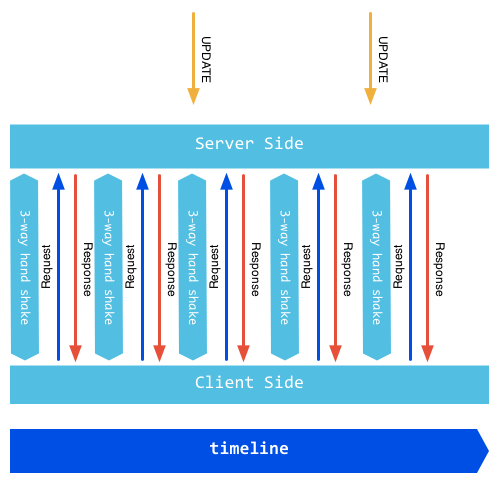 UPDATE
UPDATE
Server Side
3-way hand shake
Request
Response
3-way hand shake
Request
Response
3-way hand shake
Request
Response
3-way hand shake
Request
Response
3-way hand shake
Request
Response
Client Side
timeline